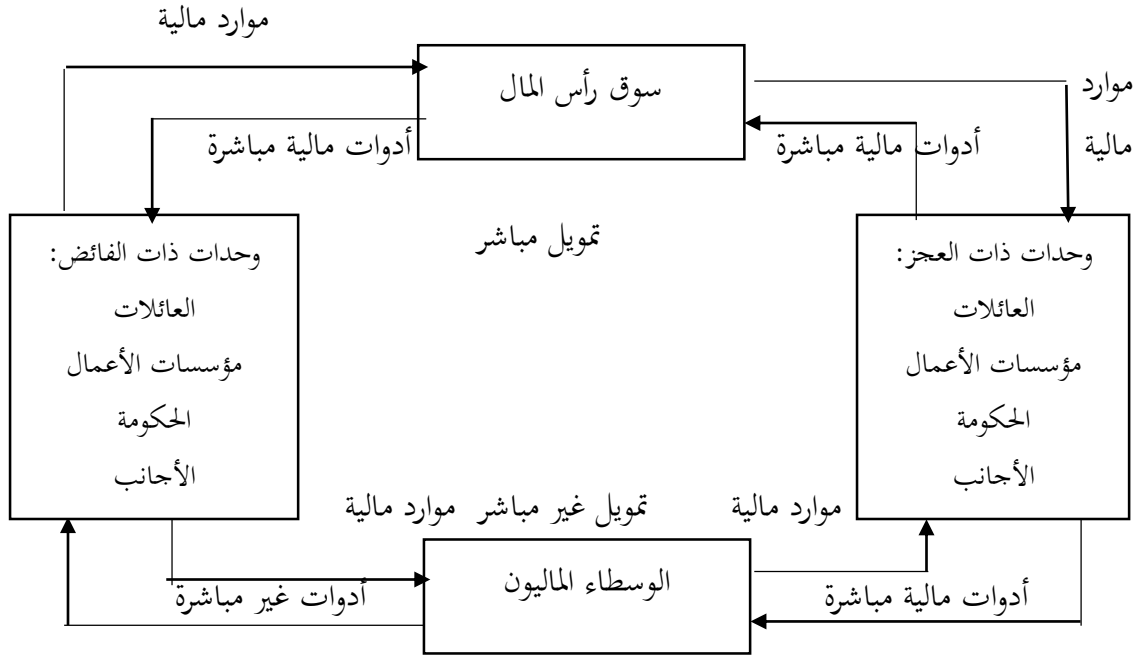 موارد مالية
سوق رأس المال
موارد
مالية
أدوات مالية مباشرة
أدوات مالية مباشرة
تمويل مباشر
وحدات ذات العجز:
العائلات
مؤسسات الأعمال
الحكومة
الأجانب
وحدات ذات الفائض:
العائلات
مؤسسات الأعمال
الحكومة
الأجانب
موارد مالية
تمويل غير مباشر
موارد مالية
الوسطاء الماليون
أدوات مالية مباشرة
أدوات غير مباشرة